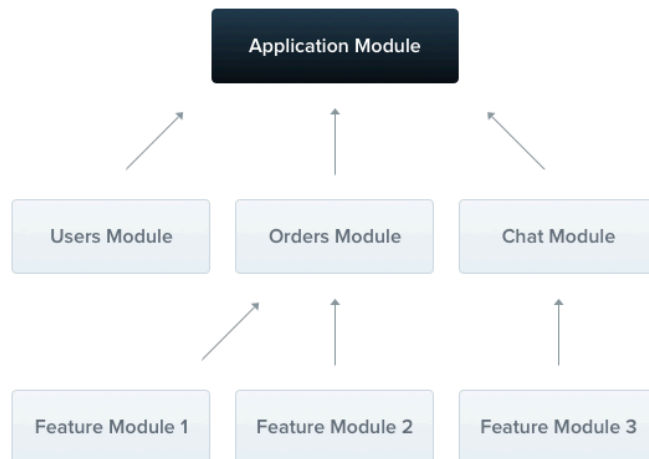 Application Module
Users Module
Orders Module
Chat Module
Feature Module 1
Feature Module 2
Feature Module 3